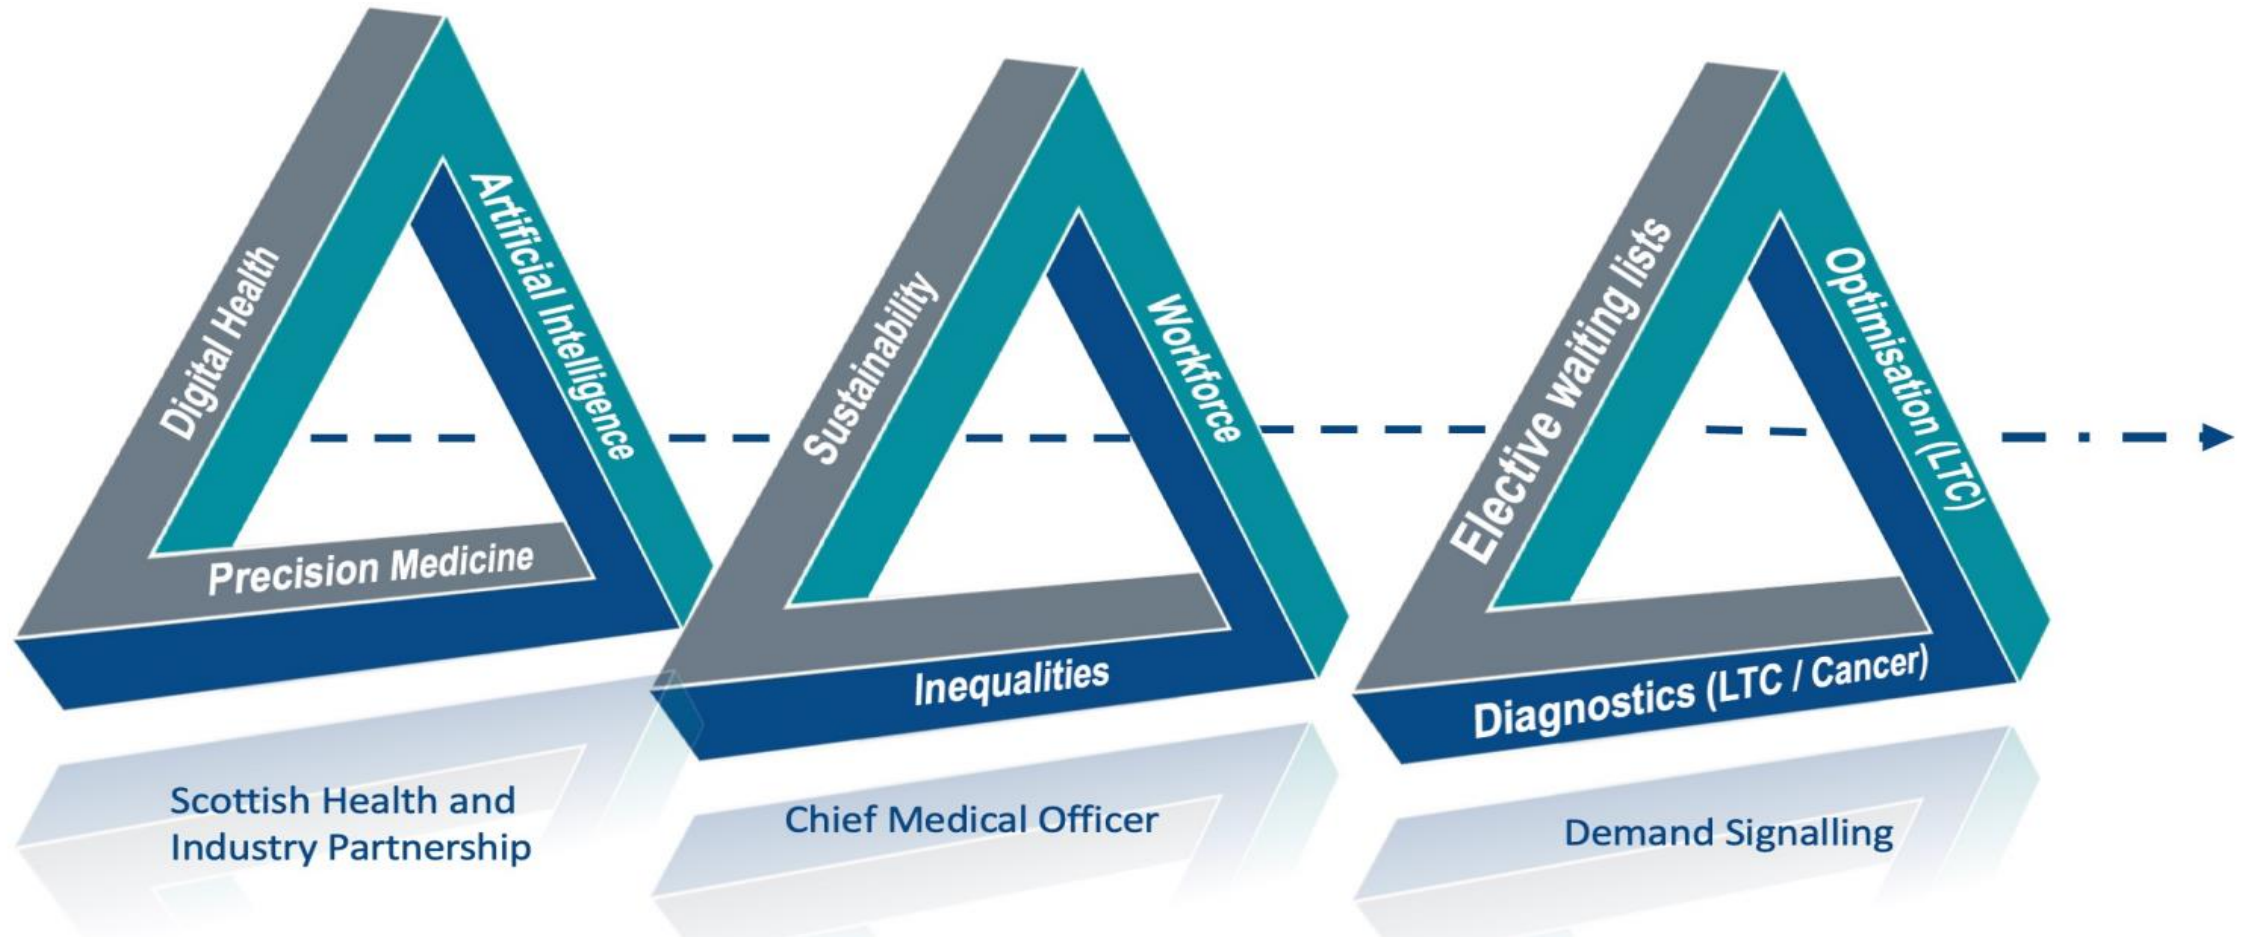 Digital Health
Artificial Intelligence
Precision Medicine
Scottish Health and
Industry Partnership
Sustainability
Workforce
Inequalities
Chief Medical Officer
Elective waiting lists
Optimisation (LTC)
Diagnostics (LTC / Cancer)
Demand Signalling